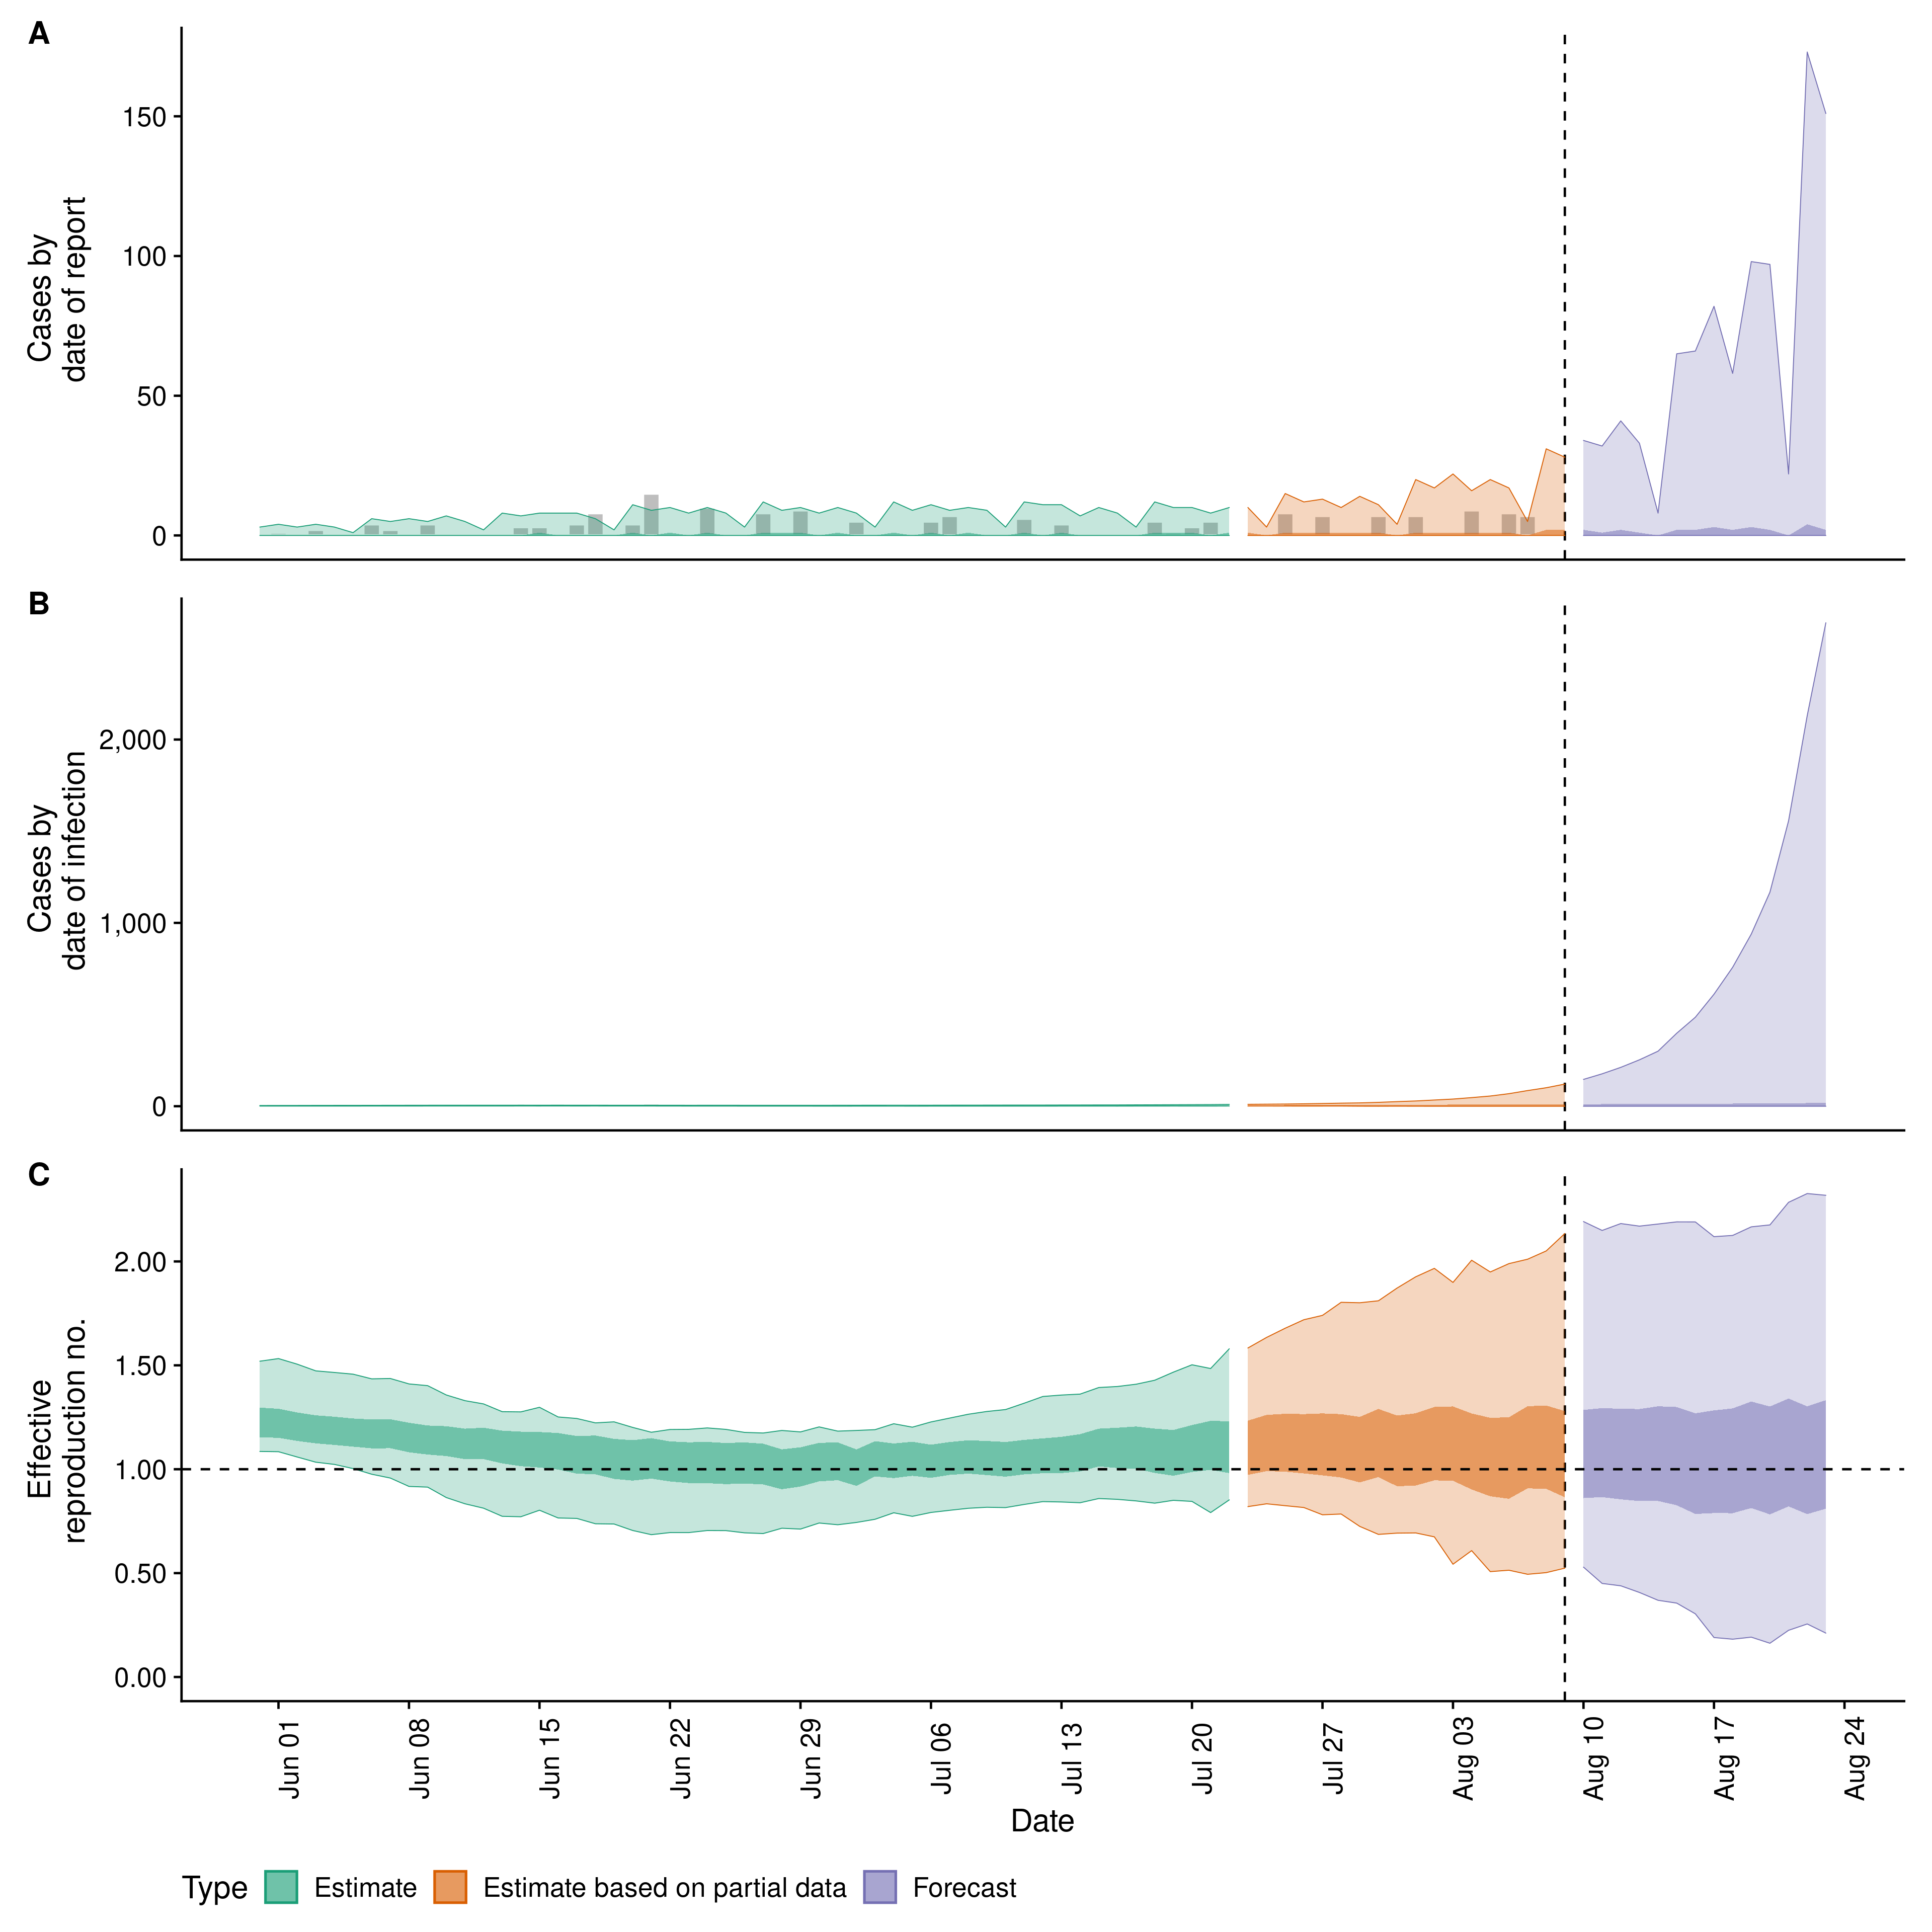 A
Cases by
date of report
150
100
50
0
B
Cases by
date of infection
2,000
1,000
0
C
Effective
reproduction no.
2.00
1.50
1.00
0.50
0.00
Jun 01
Jun 08
Jun 15
Jun 22
Jun 29
Jul 06
Jul 13
Jul 20
Jul 27
Aug 03
Aug 10
Aug 17
Aug 24
Date
Type Estimate Estimate based on partial data Forecast